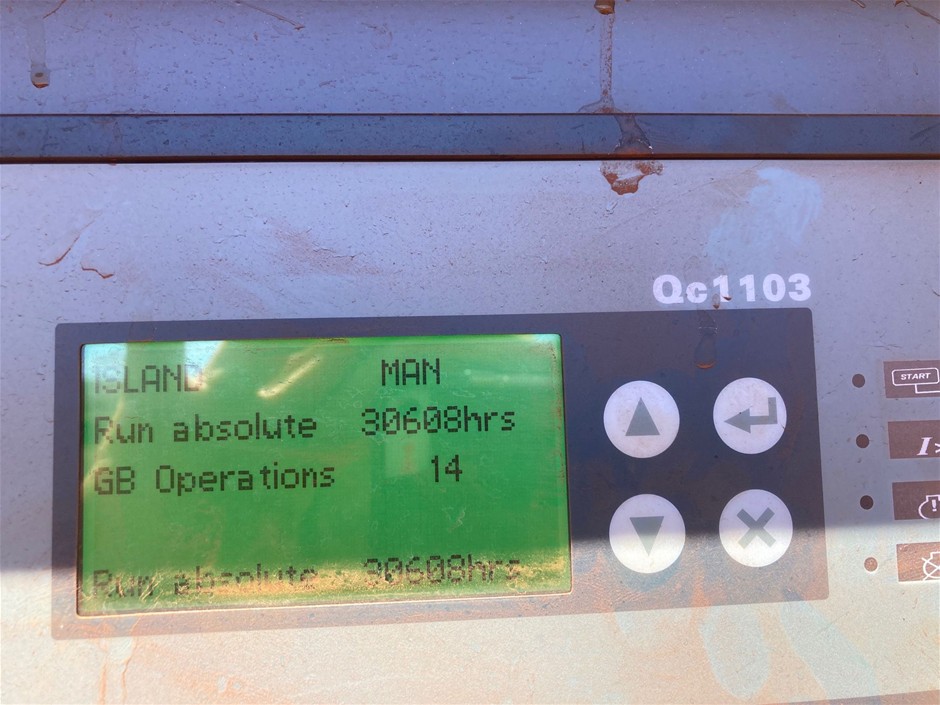 Qc1103
ISLAND MAN
Run absolute 30608hrs
GB Operations 14
Run absolute 30608hrs
START
I>